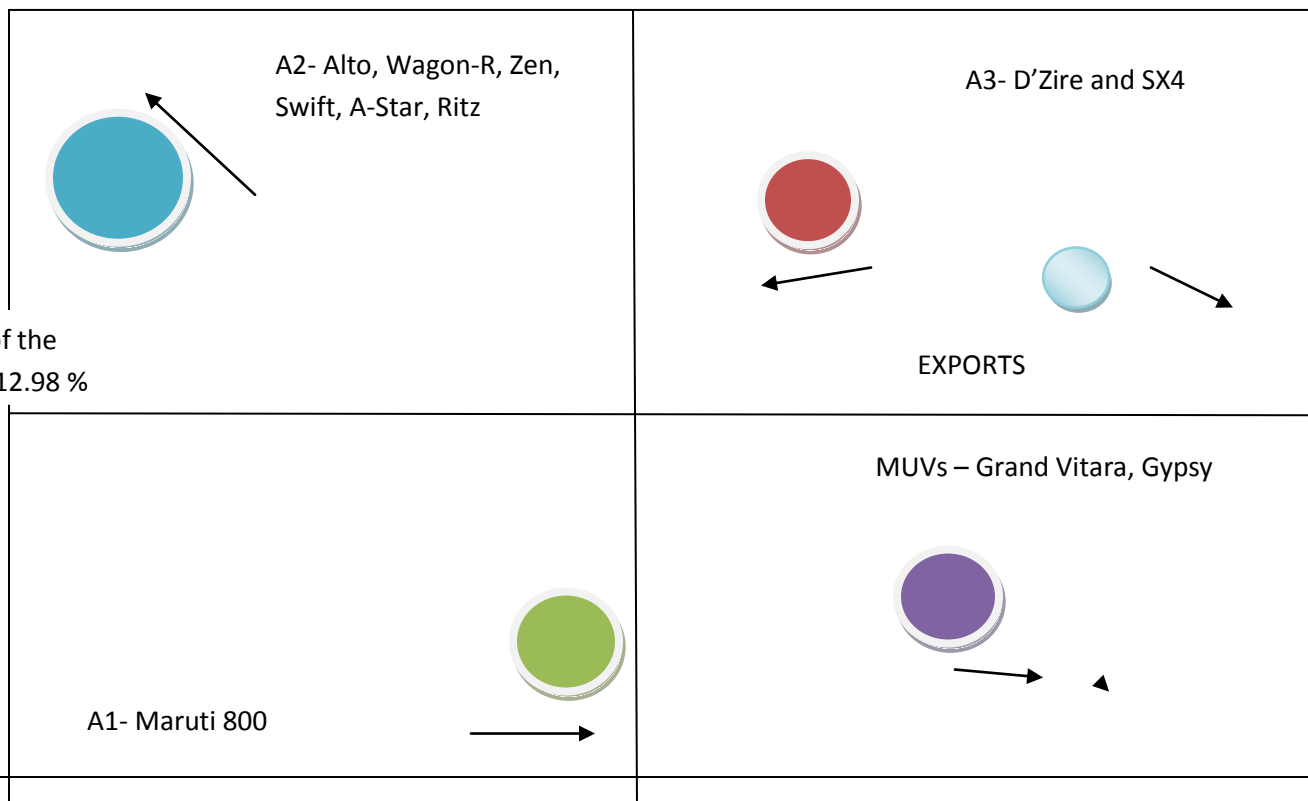 A2- Alto, Wagon-R, Zen,
Swift, A-Star, Ritz
A3- D’Zire and SX4
of the
12.98 %
EXPORTS
MUVs – Grand Vitara, Gypsy
A1- Maruti 800